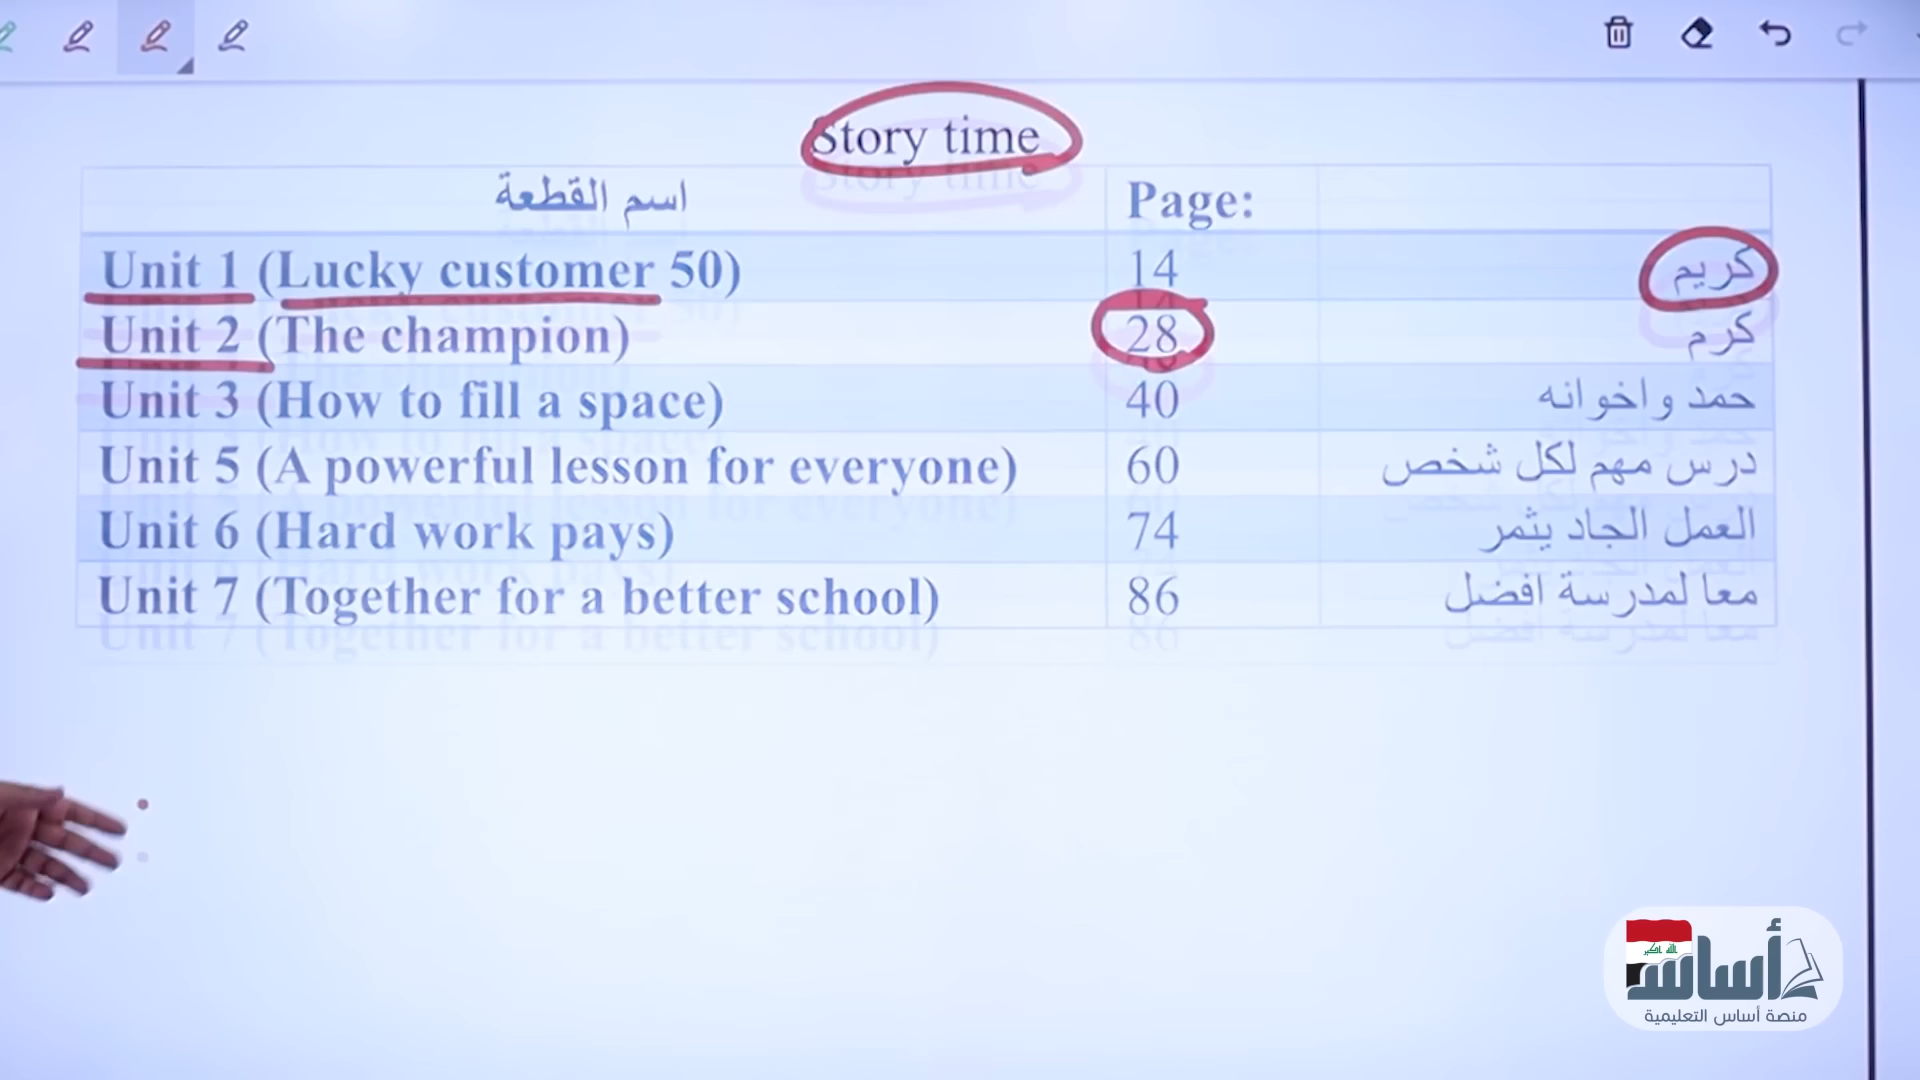 Story time
اسم القطعة Page:
Unit 1 (Lucky customer 50) 14 كريم
Unit 2 (The champion) 28 كرم
Unit 3 (How to fill a space) 40 حمد واخوانه
Unit 5 (A powerful lesson for everyone) 60 درس مهم لكل شخص
Unit 6 (Hard work pays) 74 العمل الجاد يثمر
Unit 7 (Together for a better school) 86 معا لمدرسة افضل
الله اكبر
أساس
منصة أساس التعليمية